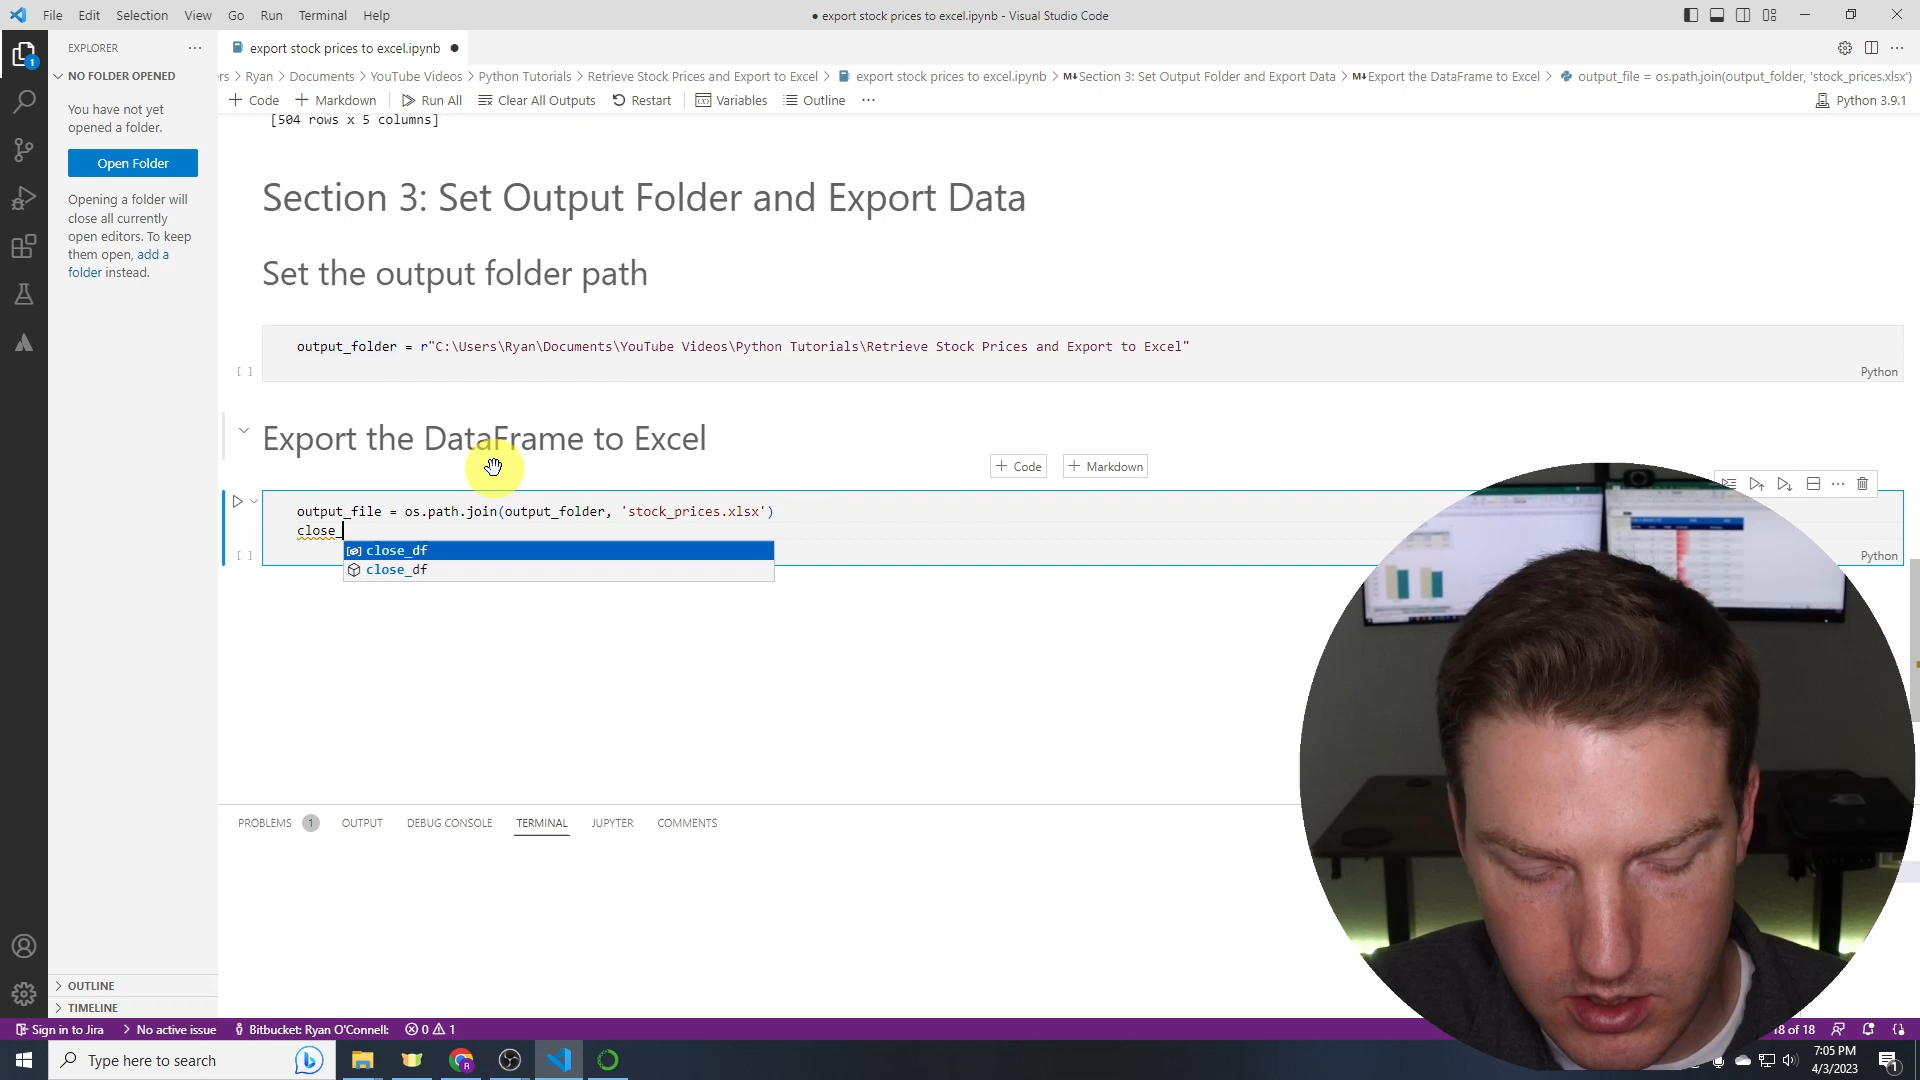 File Edit Selection View Go Run Terminal Help
● export stock prices to excel.ipynb - Visual Studio Code
1
EXPLORER
NO FOLDER OPENED
You have not yet
opened a folder.
Open Folder
Opening a folder will
close all currently
open editors. To keep
them open, add a
folder instead.
OUTLINE
TIMELINE
export stock prices to excel.ipynb ●
rs > Ryan > Documents > YouTube Videos > Python Tutorials > Retrieve Stock Prices and Export to Excel > export stock prices to excel.ipynb > M↓Section 3: Set Output Folder and Export Data > M↓Export the DataFrame to Excel > output_file = os.path.join(output_folder, 'stock_prices.xlsx')
+ Code + Markdown Run All Clear All Outputs Restart Variables Outline ...
Python 3.9.1
[504 rows x 5 columns]
Section 3: Set Output Folder and Export Data
Set the output folder path
output_folder = r"C:\Users\Ryan\Documents\YouTube Videos\Python Tutorials\Retrieve Stock Prices and Export to Excel"
[ ]
Python
Export the DataFrame to Excel
+ Code + Markdown
output_file = os.path.join(output_folder, 'stock_prices.xlsx')
close_
close_df
close_df
[ ]
Python
PROBLEMS 1 OUTPUT DEBUG CONSOLE TERMINAL JUPYTER COMMENTS
Sign in to Jira No active issue Bitbucket: Ryan O'Connell: 0 1
18 of 18
Type here to search
7:05 PM
4/3/2023
1